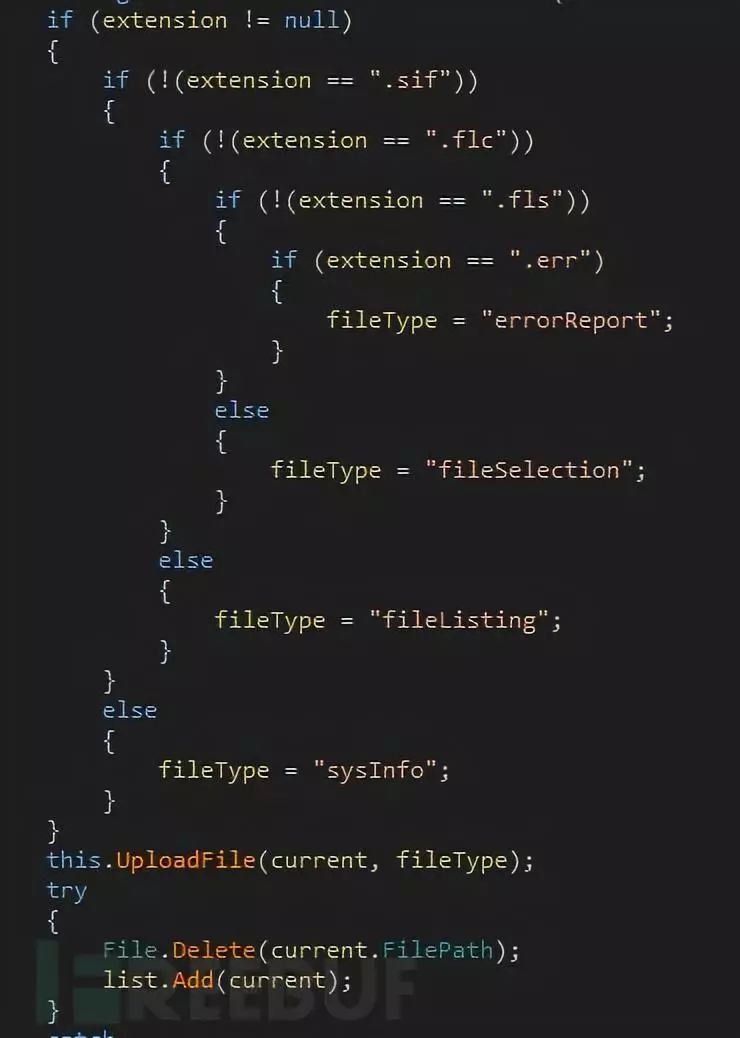 if (extension != null)
{
    if (!(extension == ".sif"))
    {
        if (!(extension == ".flc"))
        {
            if (!(extension == ".fls"))
            {
                if (extension == ".err")
                {
                    fileType = "errorReport";
                }
            }
            else
            {
                fileType = "fileSelection";
            }
        }
        else
        {
            fileType = "fileListing";
        }
    }
    else
    {
        fileType = "sysInfo";
    }
}
this.UploadFile(current, fileType);
try
{
    File.Delete(current.FilePath);
    list.Add(current);
}
FREEBUF